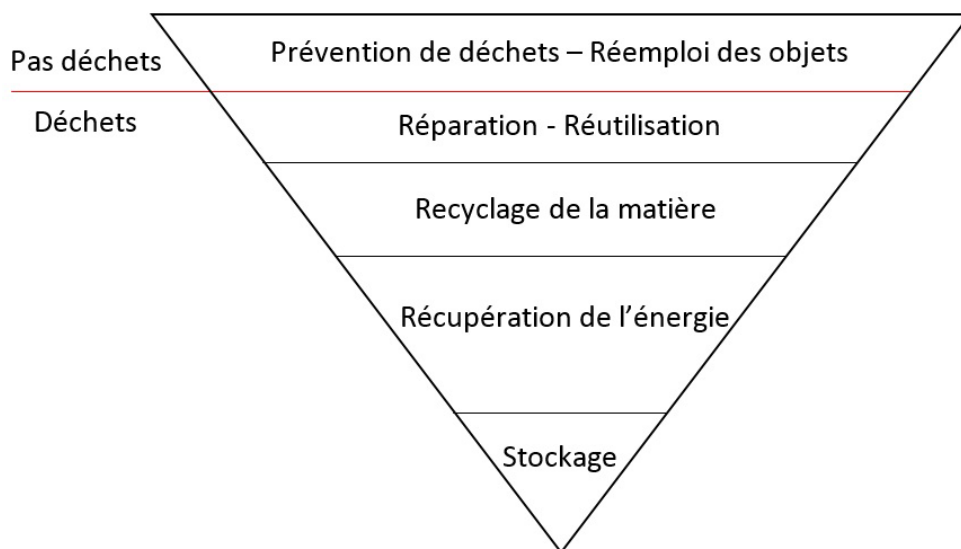 Prévention de déchets – Réemploi des objets
Pas déchets
Déchets
Réparation - Réutilisation
Recyclage de la matière
Récupération de l’énergie
Stockage